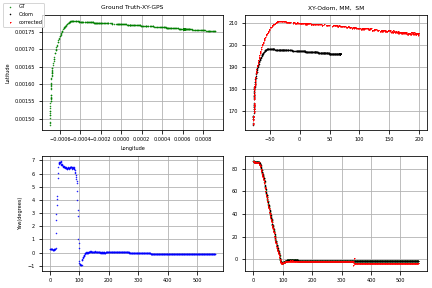 GT
Odom
corrected
Ground Truth-XY-GPS
XY-Odom, MM, SM
0.00175
0.00170
0.00165
0.00160
0.00155
0.00150
Latitude
-0.0006 -0.0004 -0.0002 0.0000 0.0002 0.0004 0.0006 0.0008
Longitude
210
200
190
180
170
−50 0 50 100 150 200
7
6
5
4
3
2
1
0
−1
Yaw(degrees)
0 100 200 300 400 500
80
60
40
20
0
0 100 200 300 400 500